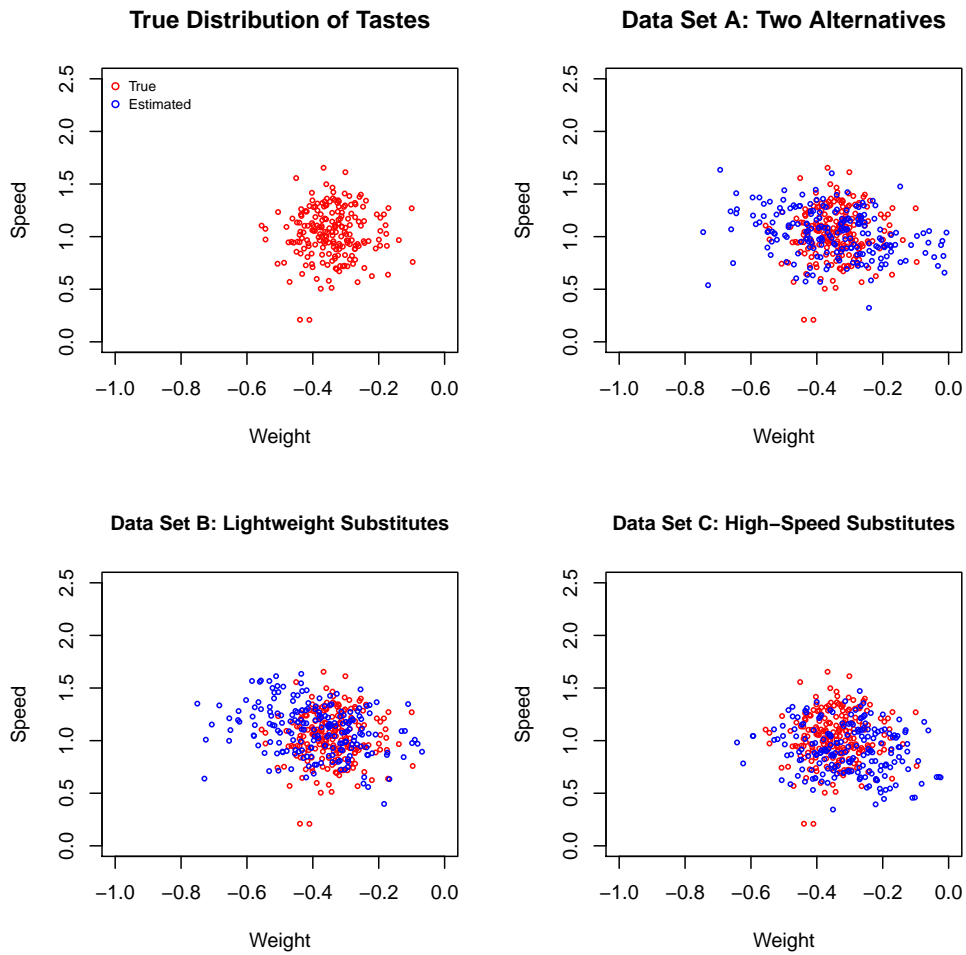 True Distribution of Tastes
Speed
0.0 0.5 1.0 1.5 2.0 2.5
True
Estimated
−1.0 −0.8 −0.6 −0.4 −0.2 0.0
Weight
Data Set A: Two Alternatives
Speed
0.0 0.5 1.0 1.5 2.0 2.5
−1.0 −0.8 −0.6 −0.4 −0.2 0.0
Weight
Data Set B: Lightweight Substitutes
Speed
0.0 0.5 1.0 1.5 2.0 2.5
−1.0 −0.8 −0.6 −0.4 −0.2 0.0
Weight
Data Set C: High−Speed Substitutes
Speed
0.0 0.5 1.0 1.5 2.0 2.5
−1.0 −0.8 −0.6 −0.4 −0.2 0.0
Weight